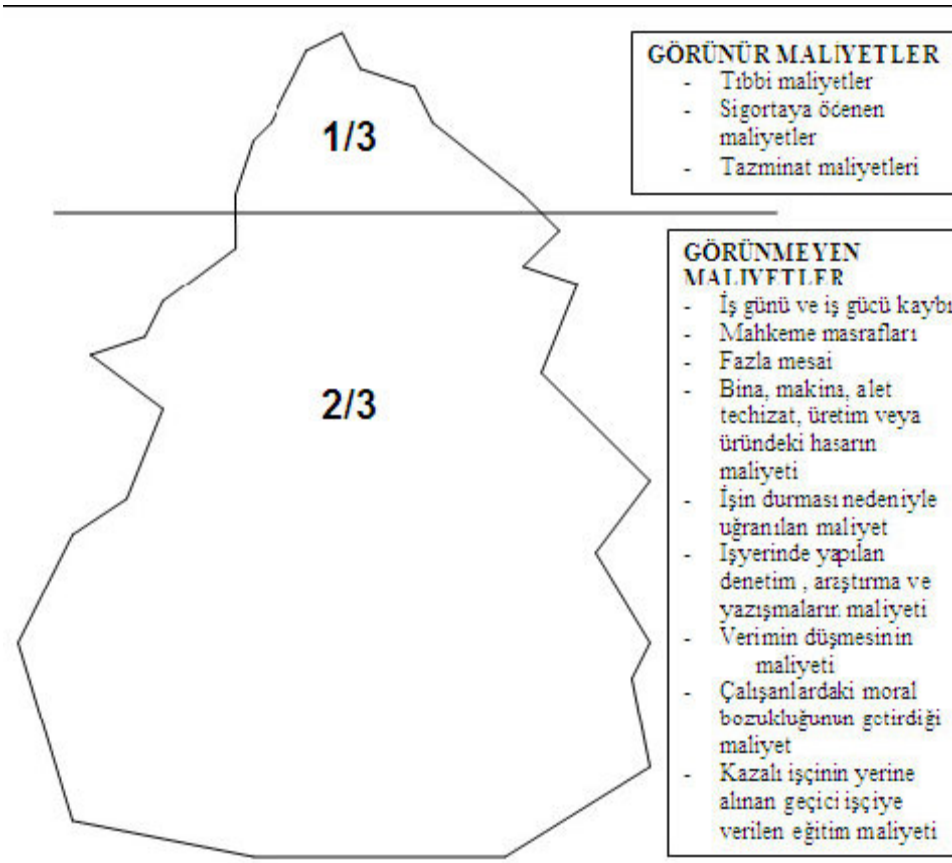 GÖRÜNÜR MALİYETLER
- Tıbbi maliyetler
- Sigortaya ödenen
maliyetler
- Tazminat maliyetleri
1/3
GÖRÜNMEYEN
MALIYETLER
- İş günü ve iş gücü kaybı
- Mahkeme masrafları
- Fazla mesai
- Bina, makina, alet
techizat, üretim veya
üründeki hasarın
maliyeti
- İşin durması nedeniyle
uğranılan maliyet
- Işyerinde yapılan
denetim , araştırma ve
yazışmaların maliyeti
- Verimin düşmesinin
maliyeti
- Çalışanlardaki moral
bozukluğunun getirdiği
maliyet
- Kazalı işçinin yerine
alınan geçici işçiye
verilen eğitim maliyeti
2/3